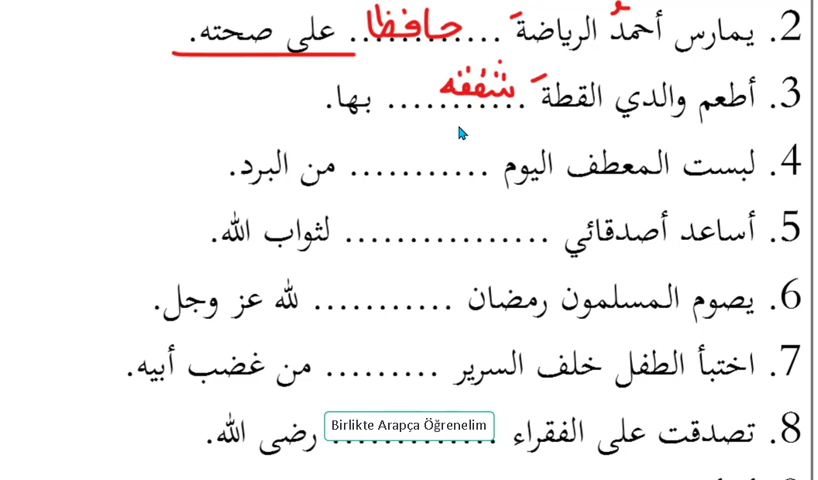 2. يمارس أحمدُ الرياضةَ ............ حافظا على صحته.
3. أطعم والدي القطةَ ............ شفقه بها.
4. لبست المعطف اليوم ........... من البرد.
5. أساعد أصدقائي ................ لثواب الله.
6. يصوم المسلمون رمضان ........... لله عز وجل.
7. اختبأ الطفل خلف السرير ......... من غضب أبيه.
8. تصدقت على الفقراء ............. رضى الله.
Birlikte Arapça Öğrenelim